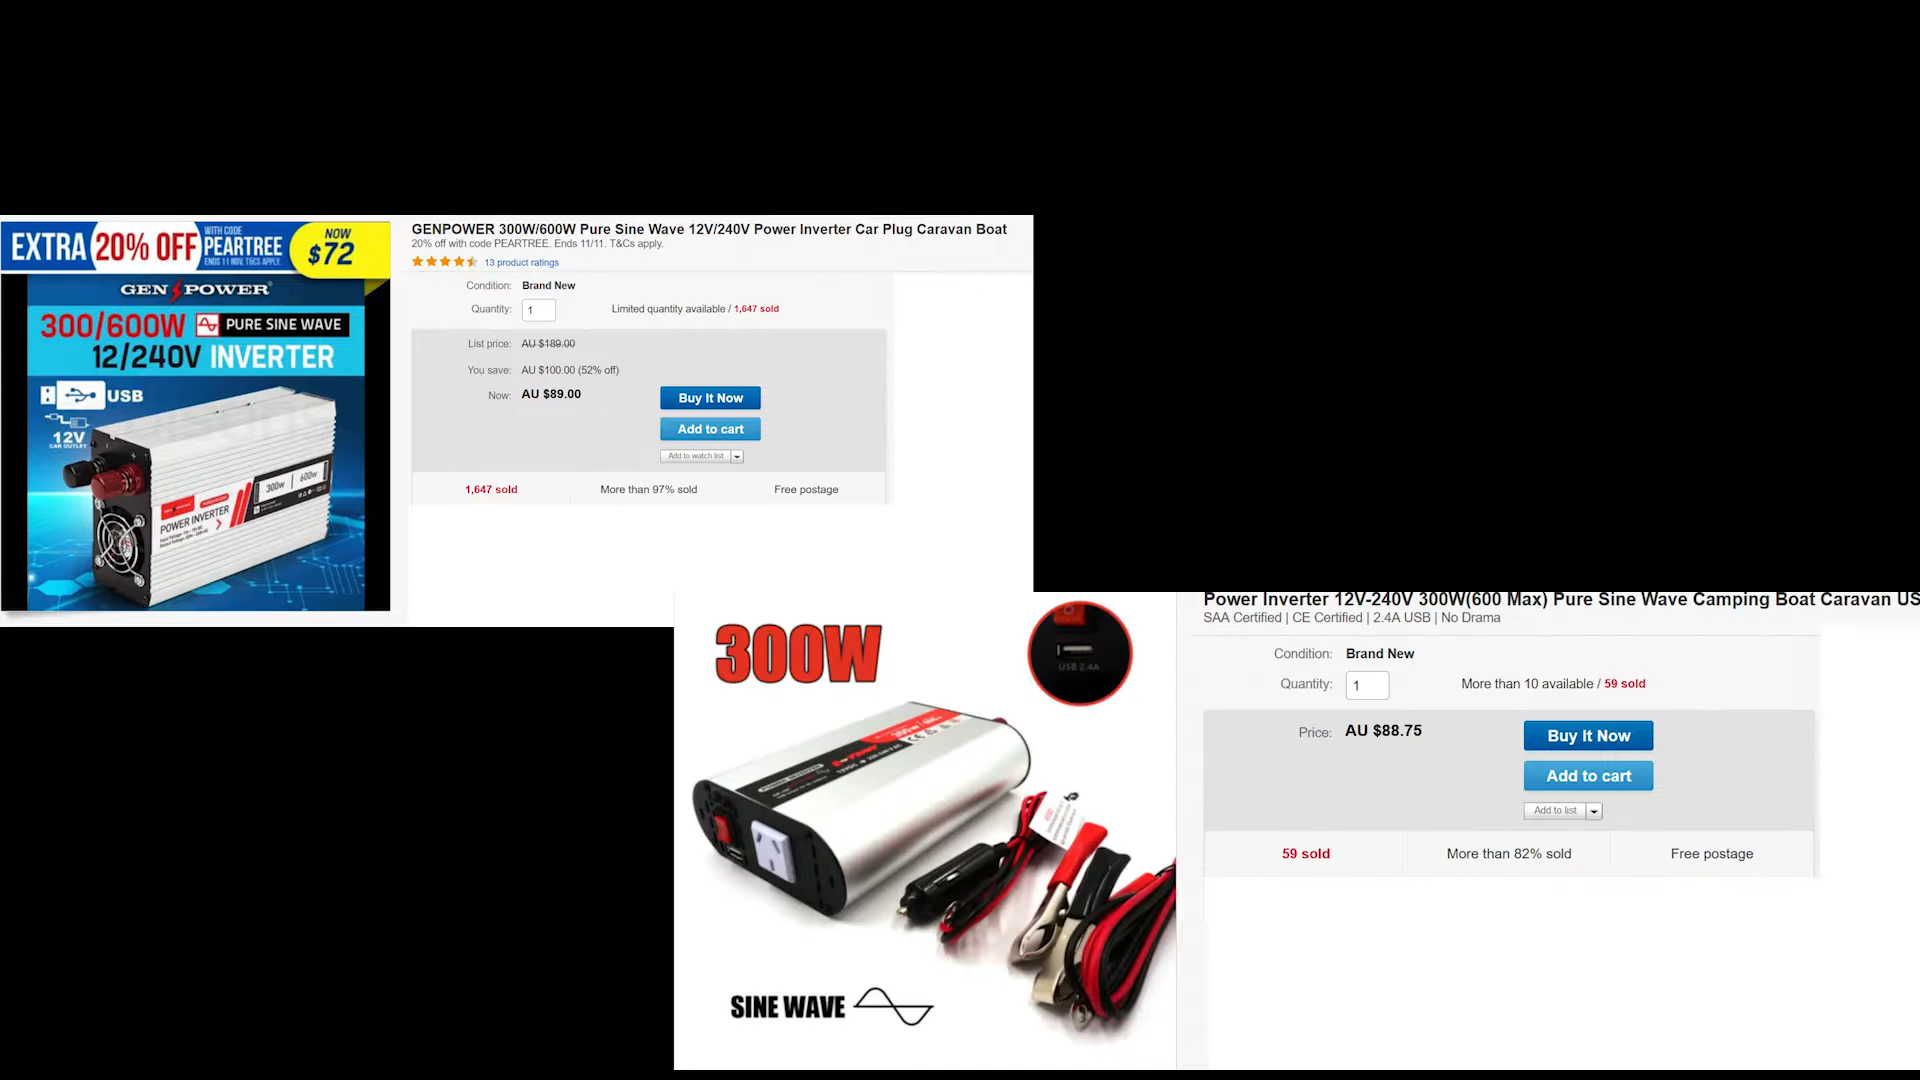 EXTRA 20% OFF WITH CODE PEARTREE ENDS 11 NOV. T&CS APPLY.
NOW $72
GENPOWER
300/600W PURE SINE WAVE
12/240V INVERTER
USB
12V
CAR OUTLET
300w 600w
POWER INVERTER
GENPOWER 300W/600W Pure Sine Wave 12V/240V Power Inverter Car Plug Caravan Boat
20% off with code PEARTREE. Ends 11/11. T&Cs apply.
13 product ratings
Condition: Brand New
Quantity: 1 Limited quantity available / 1,647 sold
List price: AU $189.00
You save: AU $100.00 (52% off)
Now: AU $89.00
Buy It Now
Add to cart
Add to watch list
1,647 sold More than 97% sold Free postage
300W
USB 2.4A
300W
SINE WAVE
Power Inverter 12V-240V 300W(600 Max) Pure Sine Wave Camping Boat Caravan US
SAA Certified | CE Certified | 2.4A USB | No Drama
Condition: Brand New
Quantity: 1 More than 10 available / 59 sold
Price: AU $88.75
Buy It Now
Add to cart
Add to list
59 sold More than 82% sold Free postage